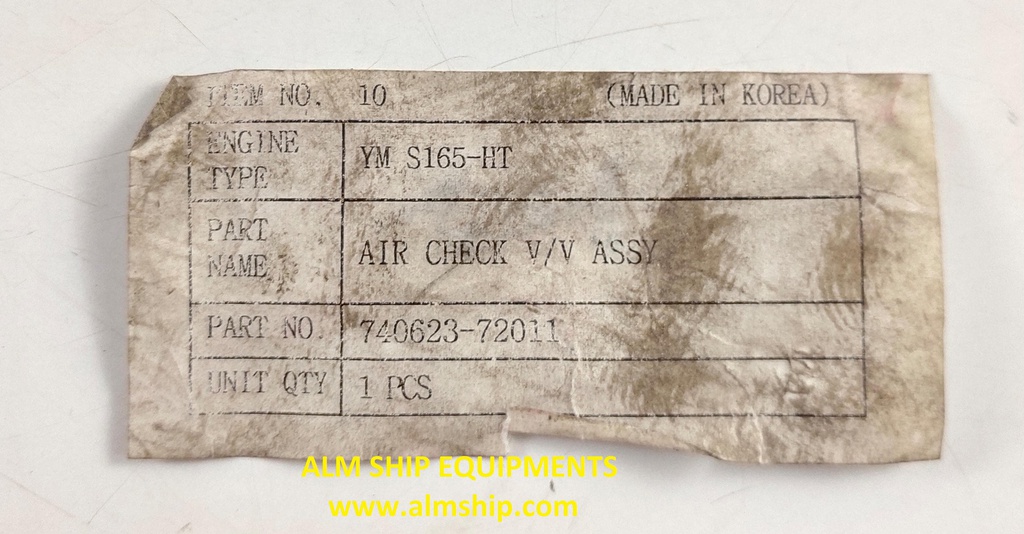 ITEM NO. 10 (MADE IN KOREA)
ENGINE TYPE YM S165-HT
PART NAME AIR CHECK V/V ASSY
PART NO. 740623-72011
UNIT QTY 1 PCS
ALM SHIP EQUIPMENTS
www.almship.com